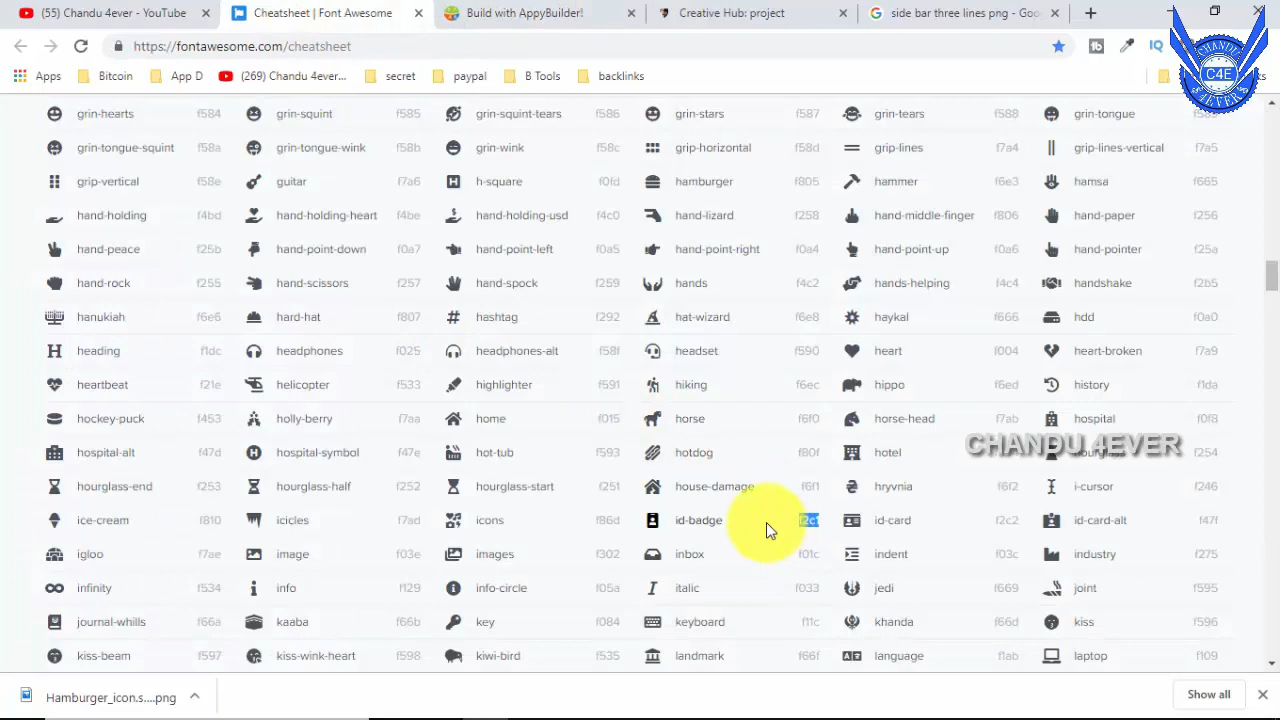 (55) Chandu 4ever - YouTube
Cheatsheet | Font Awesome
Build with AppyBuilder!
Creative Hub: project
side bar three lines png - Goo
https://fontawesome.com/cheatsheet
Apps
Bitcoin
App D
(269) Chandu 4ever...
secret
paypal
B Tools
backlinks
CHANDU
C4E
4EVER
grin-hearts f584 grin-squint f585 grin-squint-tears f586 grin-stars f587 grin-tears f588 grin-tongue f589
grin-tongue-squint f58a grin-tongue-wink f58b grin-wink f58c grip-horizontal f58d grip-lines f7a4 grip-lines-vertical f7a5
grip-vertical f58e guitar f7a6 h-square f0fd hamburger f805 hammer f6e3 hamsa f665
hand-holding f4bd hand-holding-heart f4be hand-holding-usd f4c0 hand-lizard f258 hand-middle-finger f806 hand-paper f256
hand-peace f25b hand-point-down f0a7 hand-point-left f0a5 hand-point-right f0a4 hand-point-up f0a6 hand-pointer f25a
hand-rock f255 hand-scissors f257 hand-spock f259 hands f4c2 hands-helping f4c4 handshake f2b5
hanukiah f6e6 hard-hat f807 hashtag f292 hat-wizard f6e8 haykal f666 hdd f0a0
heading f1dc headphones f025 headphones-alt f58f headset f590 heart f004 heart-broken f7a9
heartbeat f21e helicopter f533 highlighter f591 hiking f6ec hippo f6ed history f1da
hockey-puck f453 holly-berry f7aa home f015 horse f6f0 horse-head f7ab hospital f0f8
CHANDU 4EVER
hospital-alt f47d hospital-symbol f47e hot-tub f593 hotdog f80f hotel f594 hourglass f254
hourglass-end f253 hourglass-half f252 hourglass-start f251 house-damage f6f1 hryvnia f6f2 i-cursor f246
ice-cream f810 icicles f7ad icons f86d id-badge f2c1 id-card f2c2 id-card-alt f47f
igloo f7ae image f03e images f302 inbox f01c indent f03c industry f275
infinity f534 info f129 info-circle f05a italic f033 jedi f669 joint f595
journal-whills f66a kaaba f66b key f084 keyboard f11c khanda f66d kiss f596
kiss-beam f597 kiss-wink-heart f598 kiwi-bird f535 landmark f66f language f1ab laptop f109
Hamburger_icon.s....png
Show all